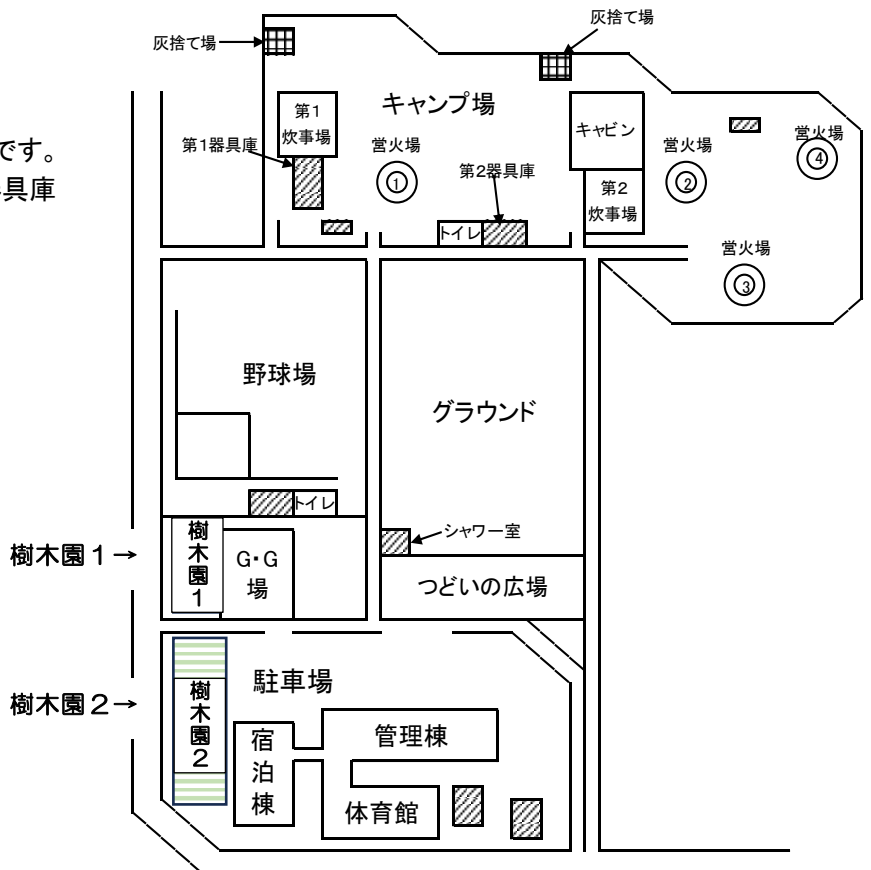 灰捨て場
灰捨て場
です。
具庫
第1
炊事場
キャンプ場
第1器具庫
営火場
①
第2器具庫
トイレ
キャビン
第2
炊事場
営火場
②
営火場
④
営火場
③
野球場
グラウンド
トイレ
シャワー室
樹木園1→
樹木園1
G・G
場
つどいの広場
樹木園2→
樹木園2
駐車場
宿泊棟
管理棟
体育館